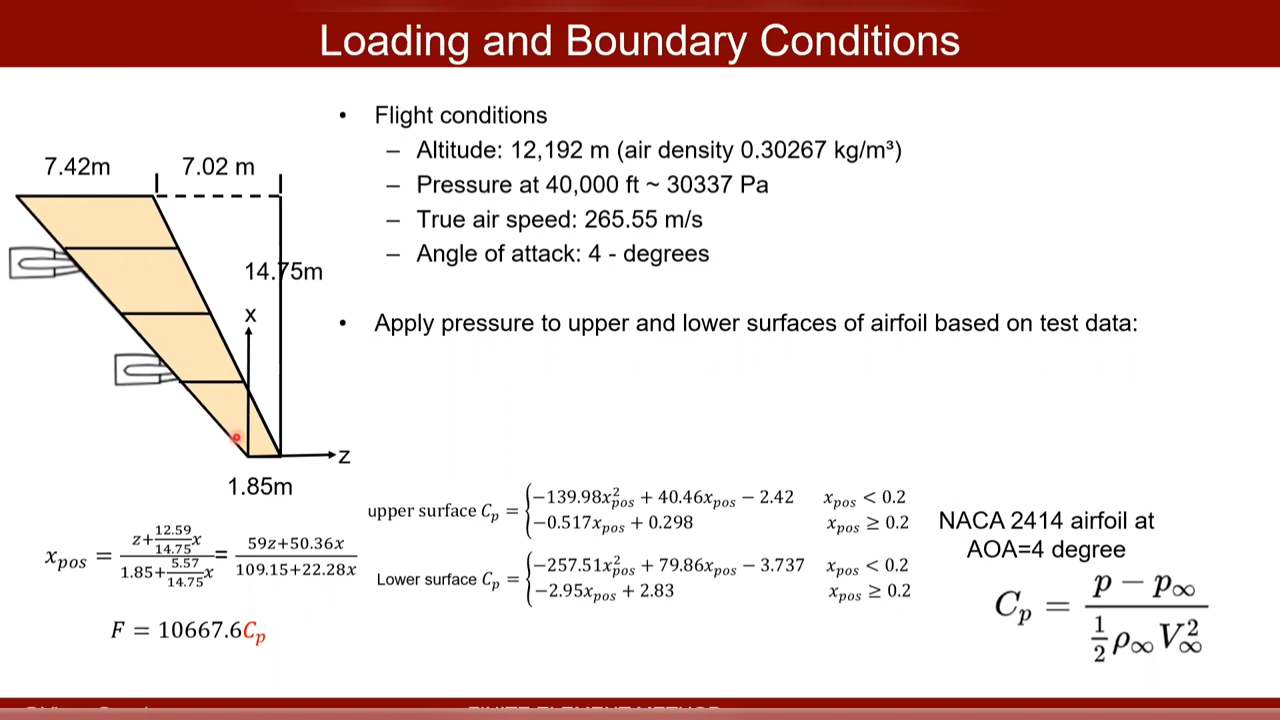 Loading and Boundary Conditions
• Flight conditions
– Altitude: 12,192 m (air density 0.30267 kg/m³)
– Pressure at 40,000 ft ~ 30337 Pa
– True air speed: 265.55 m/s
– Angle of attack: 4 - degrees
• Apply pressure to upper and lower surfaces of airfoil based on test data:
7.42m
7.02 m
14.75m
x
z
1.85m
x_pos = (z+12.59/14.75 x)/(1.85+5.57/14.75 x) = (59z+50.36x)/(109.15+22.28x)
F = 10667.6C_p
upper surface C_p = {−139.98x²_pos + 40.46x_pos − 2.42 x_pos < 0.2
−0.517x_pos + 0.298 x_pos ≥ 0.2
Lower surface C_p = {−257.51x²_pos + 79.86x_pos − 3.737 x_pos < 0.2
−2.95x_pos + 2.83 x_pos ≥ 0.2
NACA 2414 airfoil at
AOA=4 degree
C_p = (p − p_∞)/(½ρ_∞V²_∞)
FINITE ELEMENT METHOD